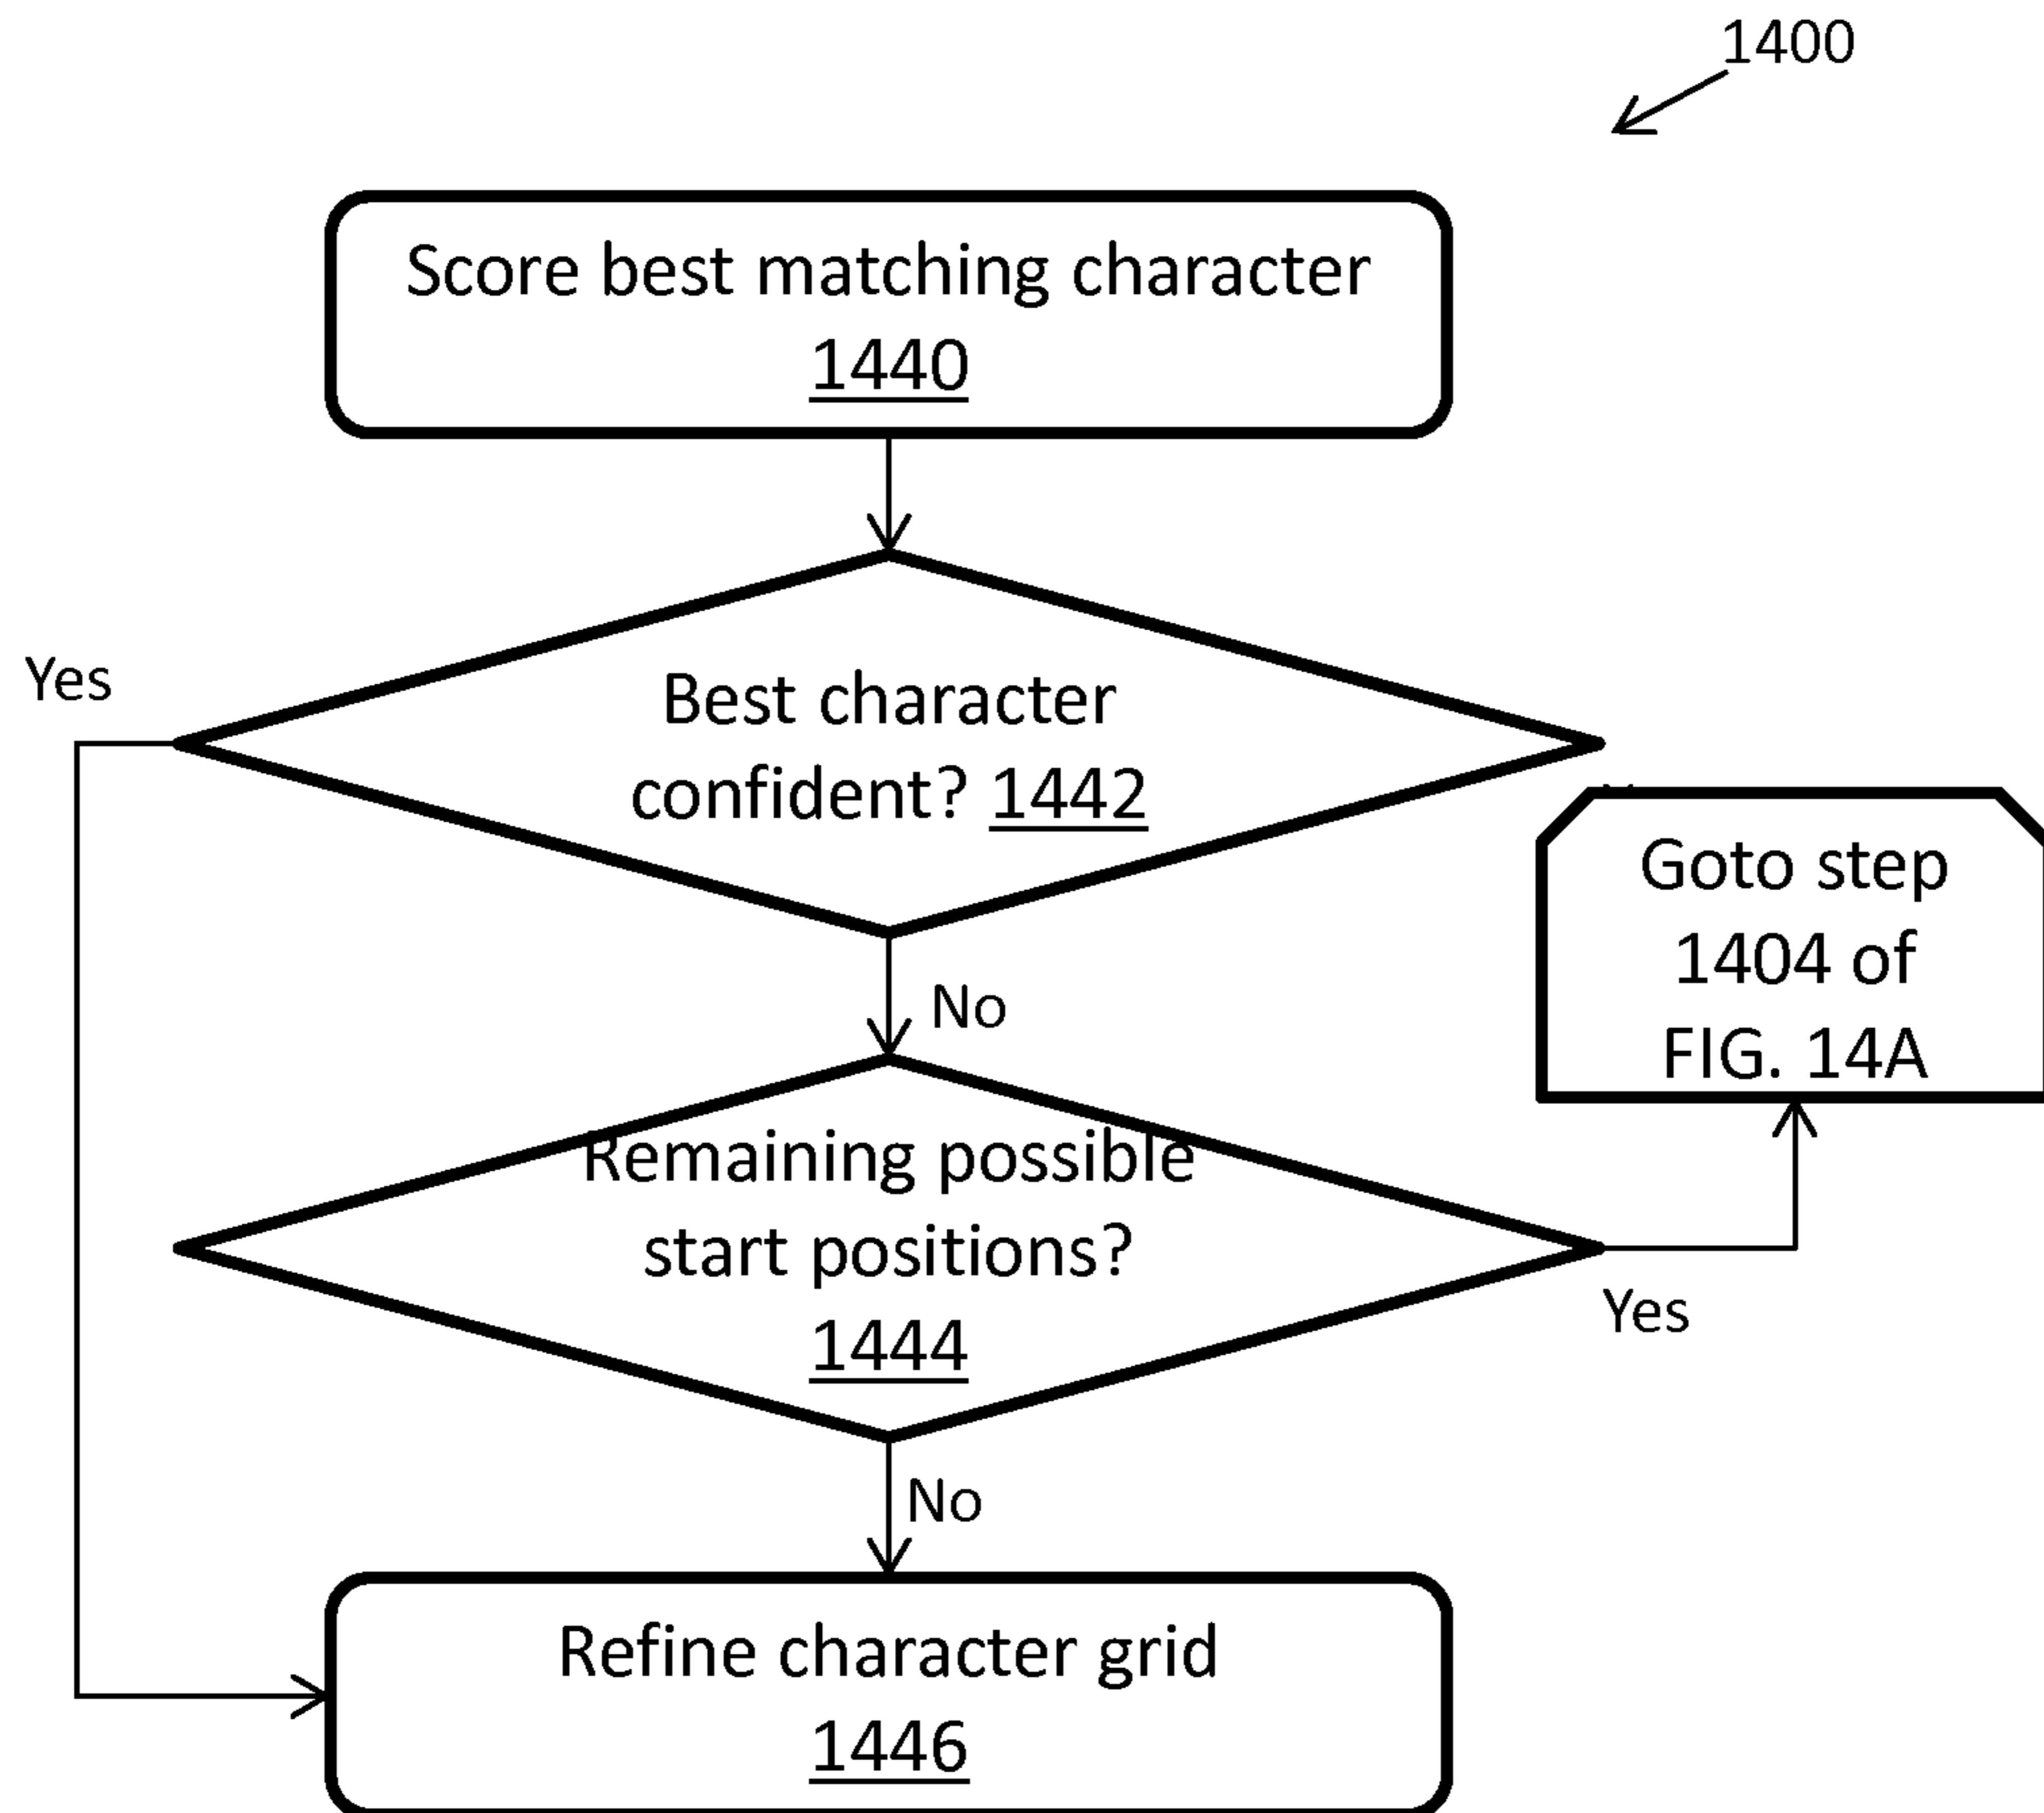 1400
Score best matching character
1440
Yes
Best character
confident? 1442
Goto step
1404 of
FIG. 14A
No
Remaining possible
start positions?
1444
Yes
No
Refine character grid
1446